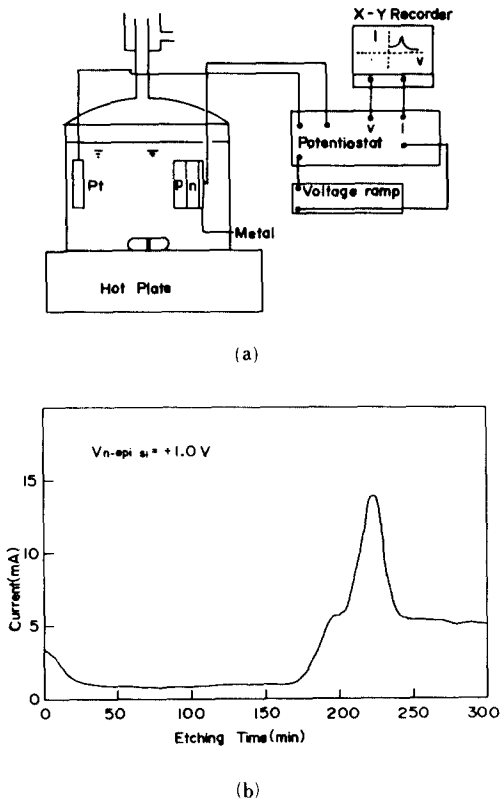 X-Y Recorder
I
V
Potentiostat
V
I
Voltage ramp
Pt
P n
Metal
Hot Plate
(a)
Vn-epi si = +1.0 V
15
10
5
0
Current(mA)
0 50 100 150 200 250 300
Etching Time(min)
(b)